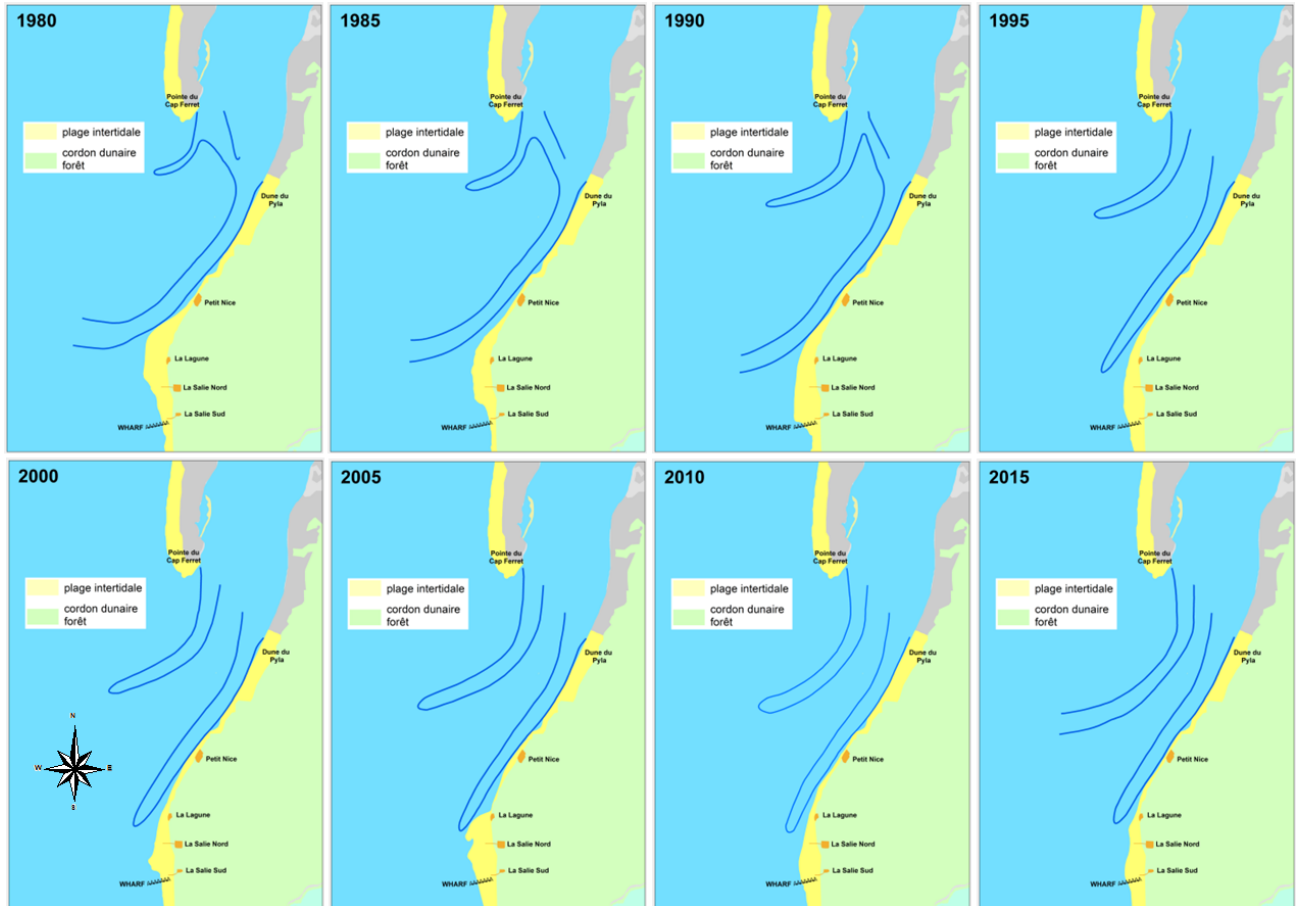 1980
Pointe du
Cap Ferret
plage intertidale
cordon dunaire
forêt
Dune du
Pyla
Petit Nice
La Lagune
La Salie Nord
La Salie Sud
WHARF
1985
Pointe du
Cap Ferret
plage intertidale
cordon dunaire
forêt
Dune du
Pyla
Petit Nice
La Lagune
La Salie Nord
La Salie Sud
WHARF
1990
Pointe du
Cap Ferret
plage intertidale
cordon dunaire
forêt
Dune du
Pyla
Petit Nice
La Lagune
La Salie Nord
La Salie Sud
WHARF
1995
Pointe du
Cap Ferret
plage intertidale
cordon dunaire
forêt
Dune du
Pyla
Petit Nice
La Lagune
La Salie Nord
La Salie Sud
WHARF
2000
Pointe du
Cap Ferret
plage intertidale
cordon dunaire
forêt
Dune du
Pyla
N
W E
S
Petit Nice
La Lagune
La Salie Nord
La Salie Sud
WHARF
2005
Pointe du
Cap Ferret
plage intertidale
cordon dunaire
forêt
Dune du
Pyla
Petit Nice
La Lagune
La Salie Nord
La Salie Sud
WHARF
2010
Pointe du
Cap Ferret
plage intertidale
cordon dunaire
forêt
Dune du
Pyla
Petit Nice
La Lagune
La Salie Nord
La Salie Sud
WHARF
2015
Pointe du
Cap Ferret
plage intertidale
cordon dunaire
forêt
Dune du
Pyla
Petit Nice
La Lagune
La Salie Nord
La Salie Sud
WHARF